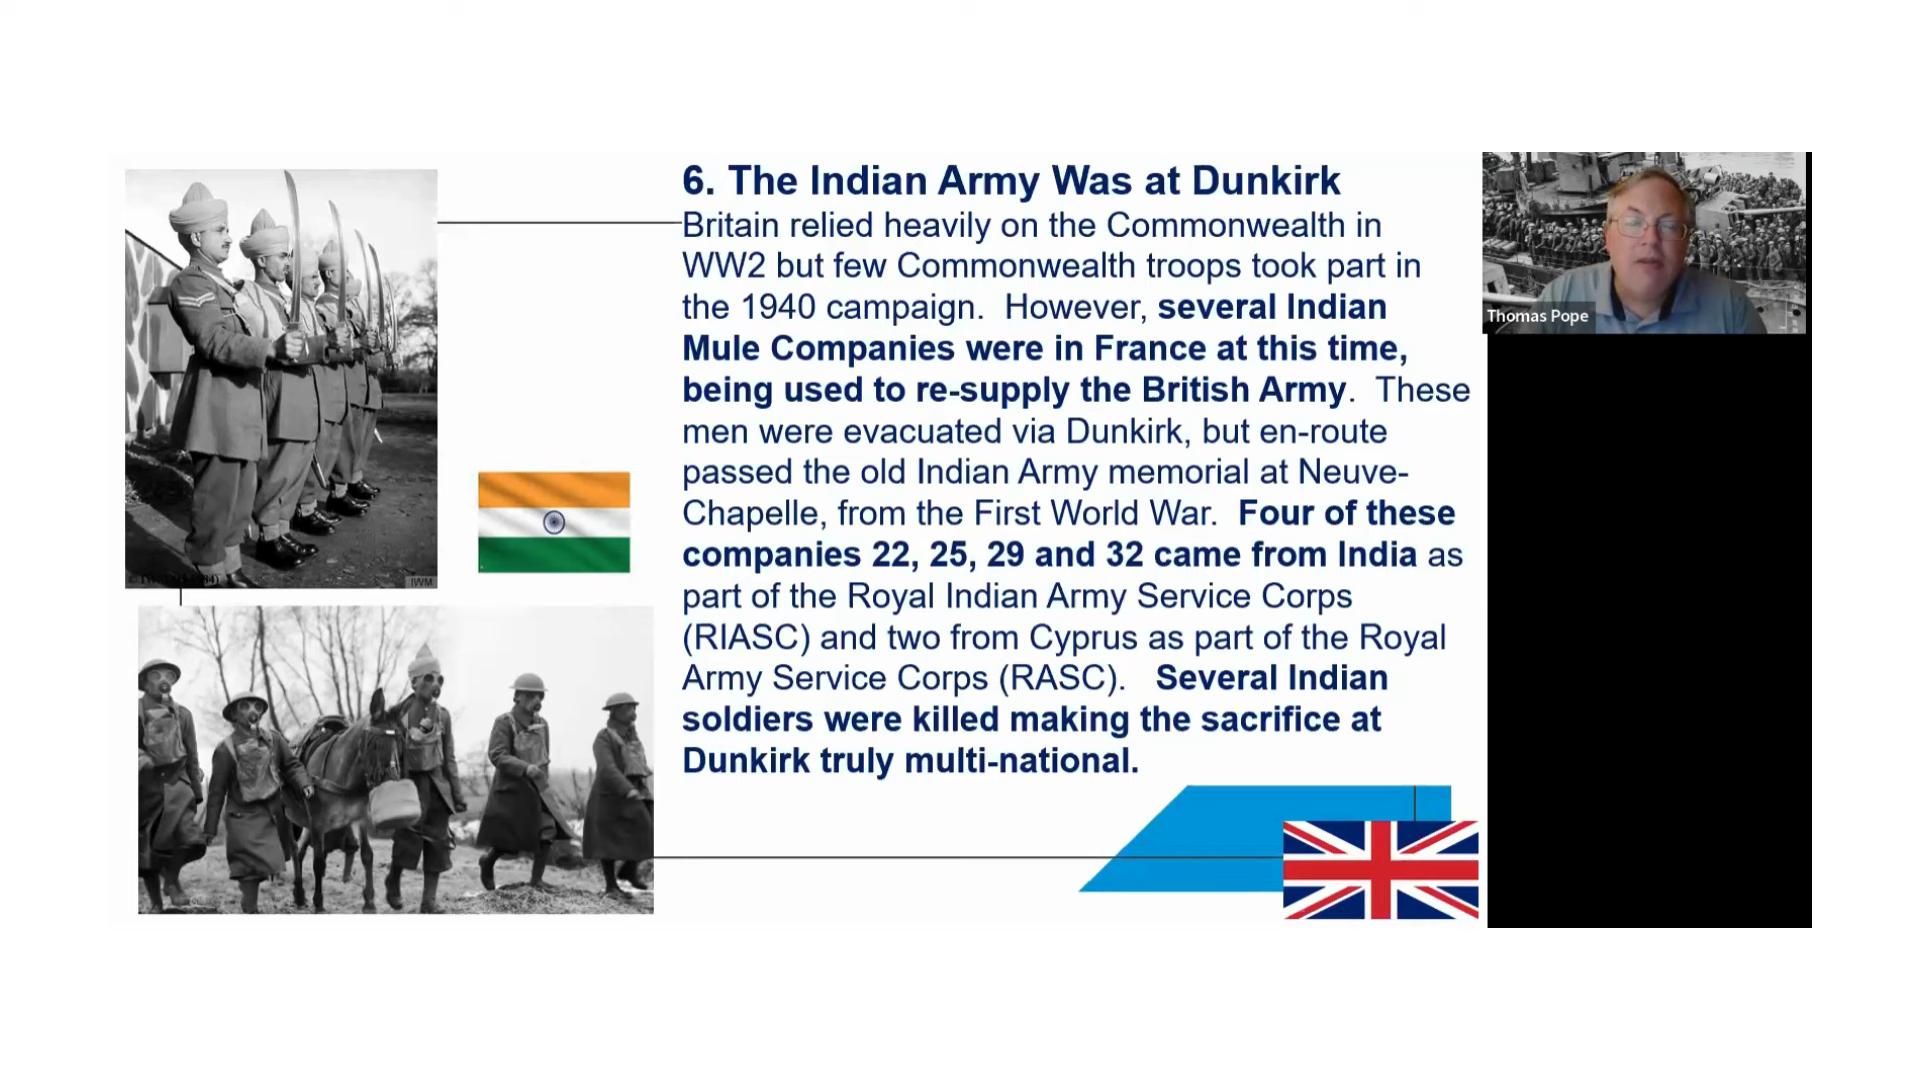 6. The Indian Army Was at Dunkirk
Britain relied heavily on the Commonwealth in
WW2 but few Commonwealth troops took part in
the 1940 campaign.  However, several Indian
Mule Companies were in France at this time,
being used to re-supply the British Army.  These
men were evacuated via Dunkirk, but en-route
passed the old Indian Army memorial at Neuve-
Chapelle, from the First World War.  Four of these
companies 22, 25, 29 and 32 came from India as
part of the Royal Indian Army Service Corps
(RIASC) and two from Cyprus as part of the Royal
Army Service Corps (RASC).   Several Indian
soldiers were killed making the sacrifice at
Dunkirk truly multi-national.
Thomas Pope
IWM